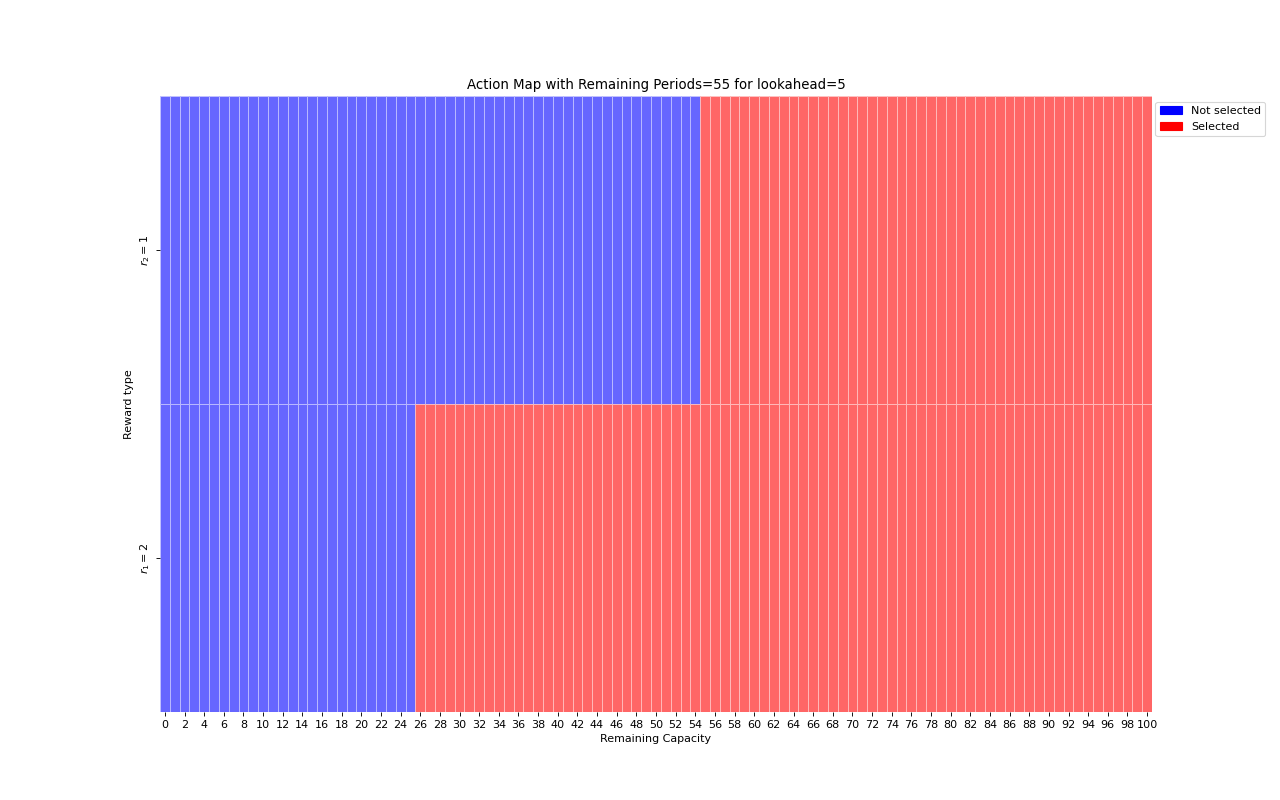 Action Map with Remaining Periods=55 for lookahead=5
Not selected
Selected
r₂ = 1
Reward type
r₁ = 2
0 2 4 6 8 10 12 14 16 18 20 22 24 26 28 30 32 34 36 38 40 42 44 46 48 50 52 54 56 58 60 62 64 66 68 70 72 74 76 78 80 82 84 86 88 90 92 94 96 98 100
Remaining Capacity